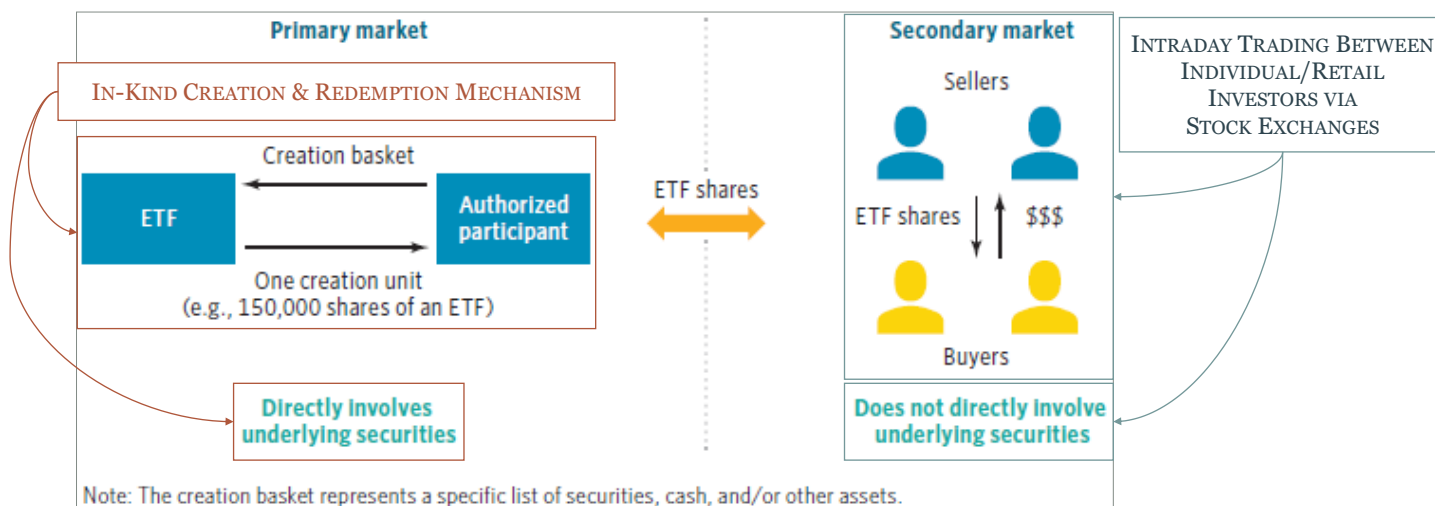 Primary market
IN-KIND CREATION & REDEMPTION MECHANISM
Creation basket
ETF
Authorized
participant
One creation unit
(e.g., 150,000 shares of an ETF)
Directly involves
underlying securities
ETF shares
Secondary market
Sellers
ETF shares
$$$
Buyers
Does not directly involve
underlying securities
INTRADAY TRADING BETWEEN
INDIVIDUAL/RETAIL
INVESTORS VIA
STOCK EXCHANGES
Note: The creation basket represents a specific list of securities, cash, and/or other assets.